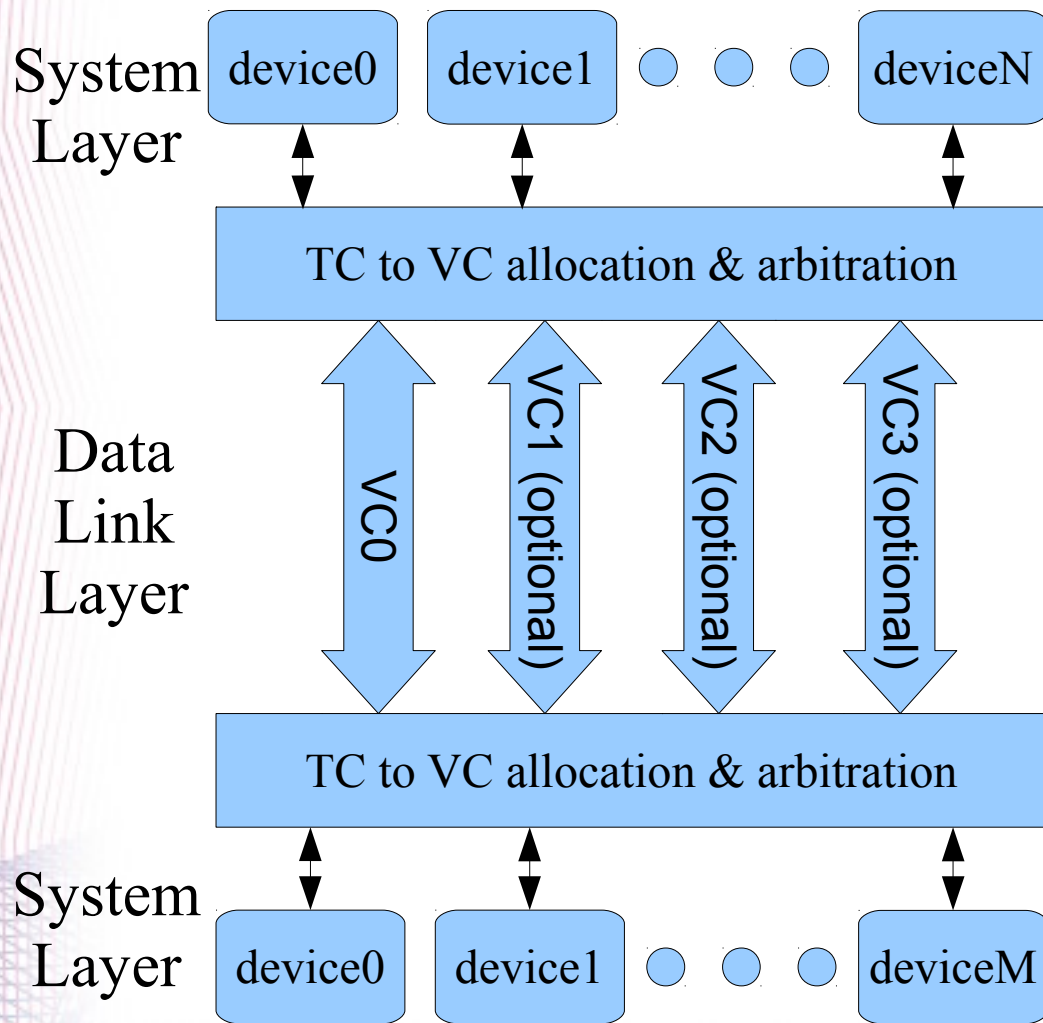 System
Layer
device0
device1
deviceN
TC to VC allocation & arbitration
Data
Link
Layer
VC0
VC1 (optional)
VC2 (optional)
VC3 (optional)
TC to VC allocation & arbitration
System
Layer
device0
device1
deviceM